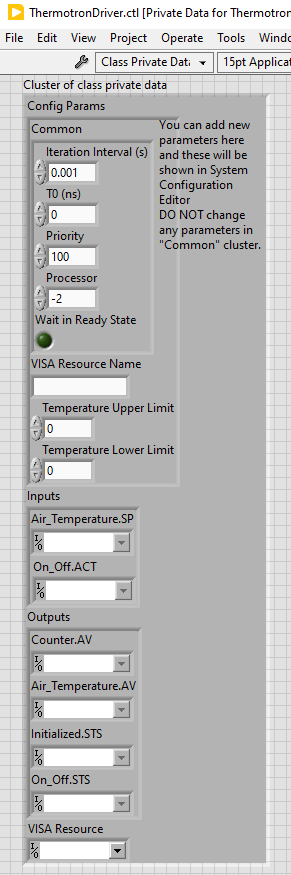 ThermotronDriver.ctl [Private Data for Thermotron
File Edit View Project Operate Tools Windo
Class Private Data 15pt Applicat
Cluster of class private data
Config Params
Common
Iteration Interval (s)
0.001
T0 (ns)
0
Priority
100
Processor
-2
Wait in Ready State
You can add new
parameters here
and these will be
shown in System
Configuration
Editor
DO NOT change
any parameters in
"Common" cluster.
VISA Resource Name
Temperature Upper Limit
0
Temperature Lower Limit
0
Inputs
Air_Temperature.SP
I/O
On_Off.ACT
I/O
Outputs
Counter.AV
I/O
Air_Temperature.AV
I/O
Initialized.STS
I/O
On_Off.STS
I/O
VISA Resource
I/O